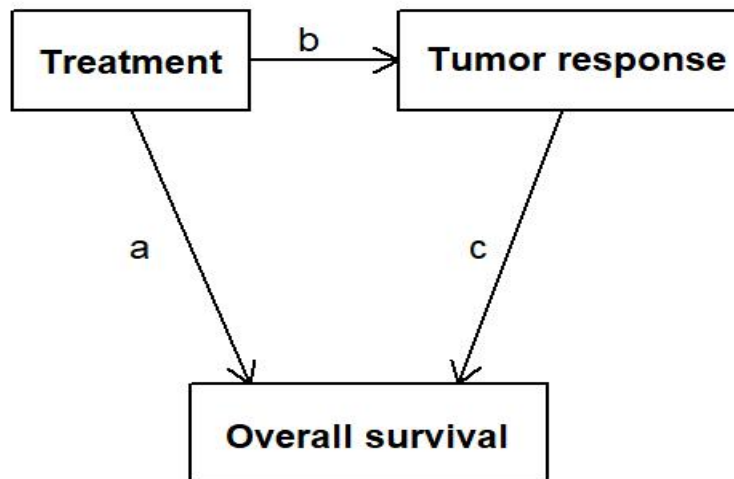 b
Treatment
Tumor response
a
c
Overall survival